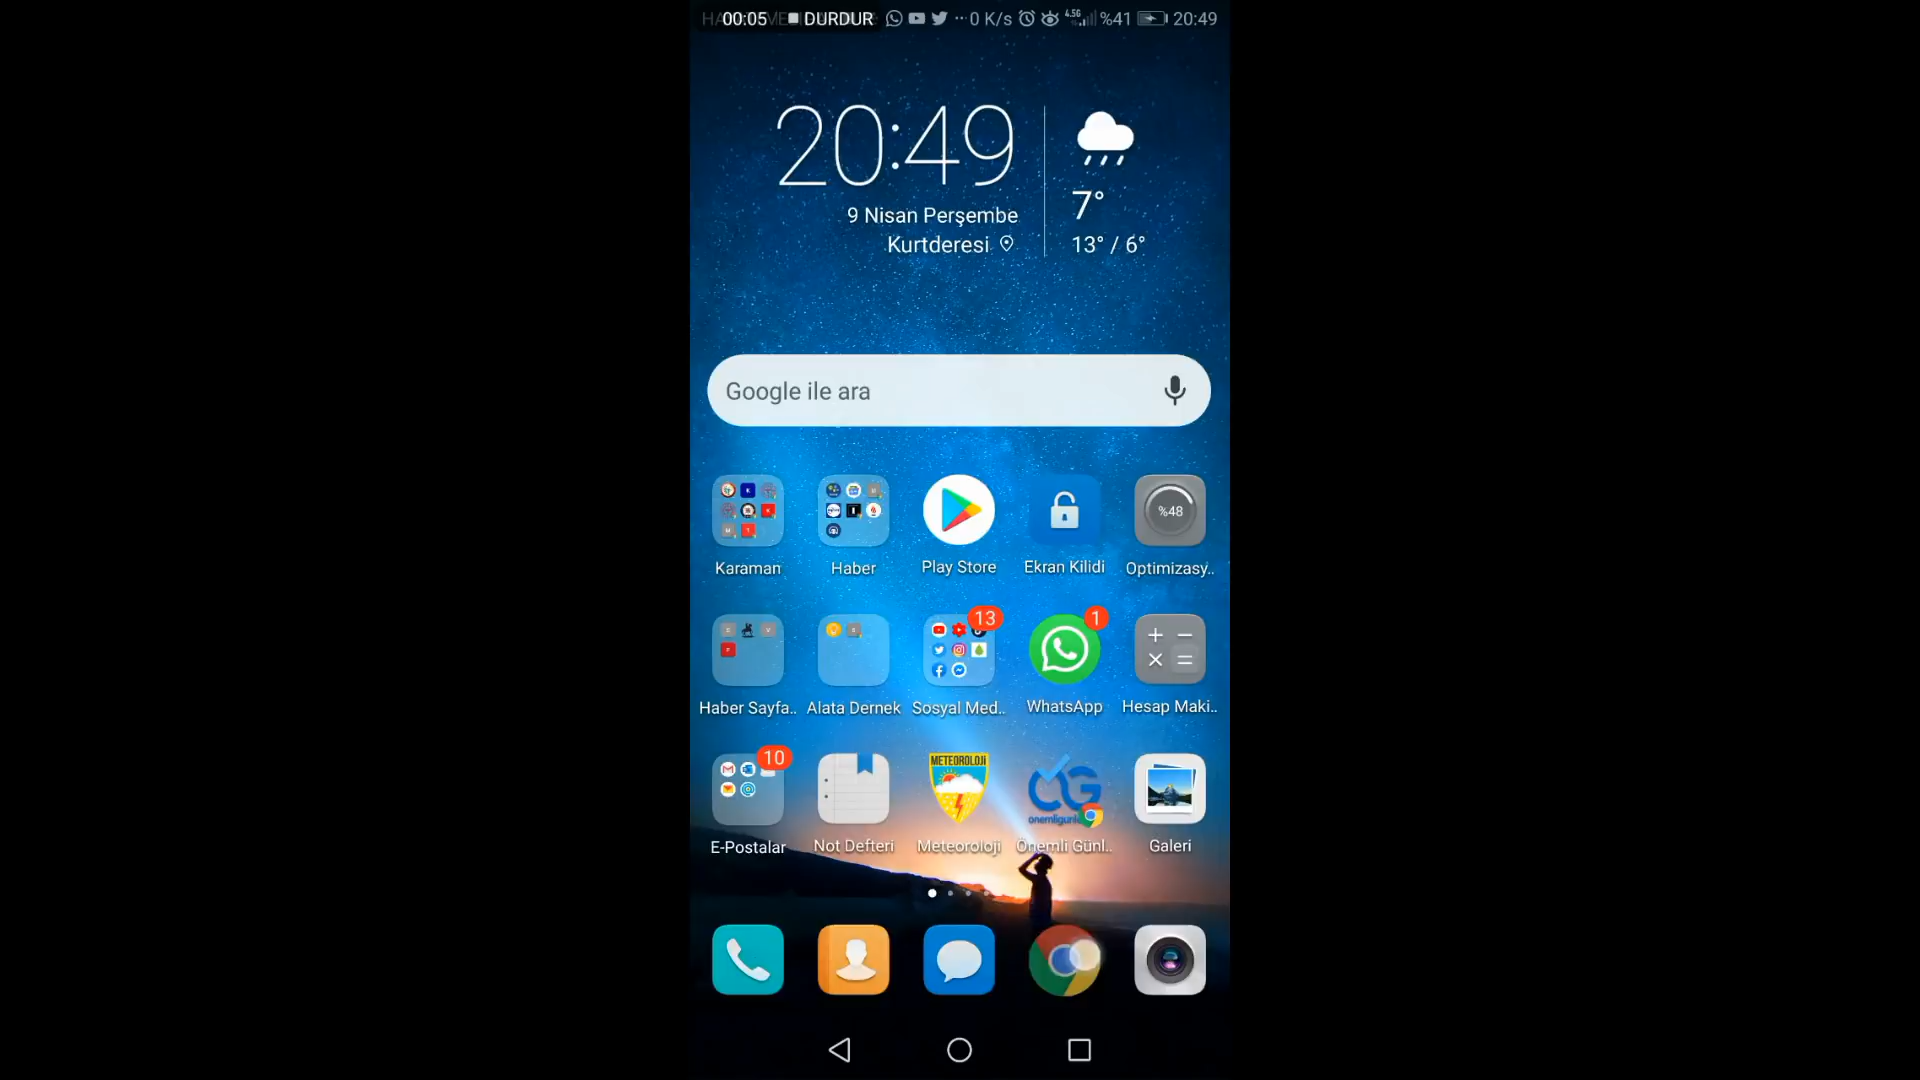 00:05 DURDUR ... 0 K/s 4.5G %41 20:49
20:49
7°
9 Nisan Perşembe
Kurtderesi
13° / 6°
Google ile ara
%48
Karaman Haber Play Store Ekran Kilidi Optimizasy..
13 1
Haber Sayfa.. Alata Dernek Sosyal Med.. WhatsApp Hesap Maki..
10
METEOROLOJİ
E-Postalar Not Defteri Meteoroloji Önemli Günl.. Galeri